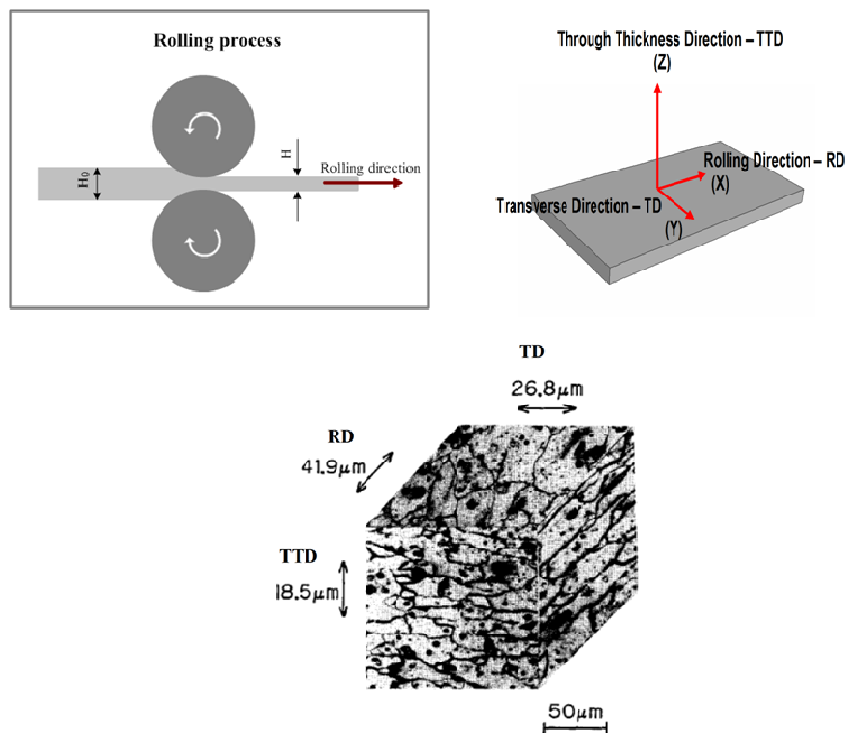 Rolling process
H₀
H
Rolling direction
Through Thickness Direction – TTD
(Z)
Rolling Direction – RD
(X)
Transverse Direction – TD
(Y)
TD
26.8μm
RD
41.9μm
TTD
18.5μm
50μm